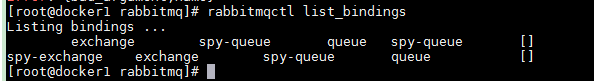 [root@docker1 rabbitmq]# rabbitmqctl list_bindings
Listing bindings ...
exchange spy-queue queue spy-queue []
spy-exchange exchange spy-queue queue []
[root@docker1 rabbitmq]#